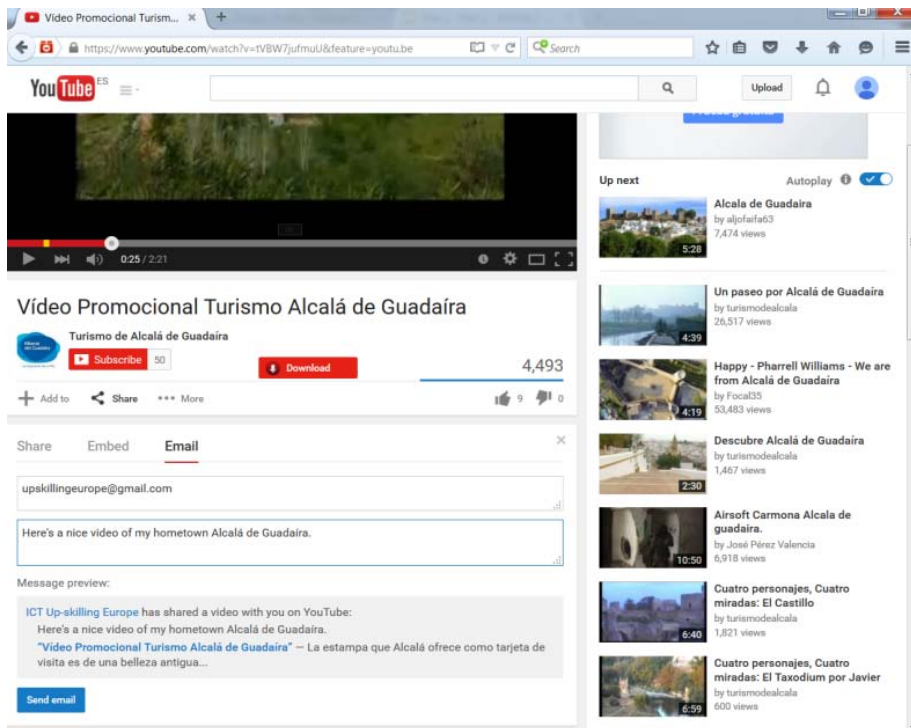 Vídeo Promocional Turism...
https://www.youtube.com/watch?v=tVBW7jufmuU&feature=youtu.be
Search
YouTube ES
Upload
0:25 / 2:21
Vídeo Promocional Turismo Alcalá de Guadaíra
Turismo de Alcalá de Guadaíra
Subscribe 50
Download
4,493
Add to Share More
9 0
Share Embed Email
upskillingeurope@gmail.com
Here's a nice video of my hometown Alcalá de Guadaíra.
Message preview:
ICT Up-skilling Europe has shared a video with you on YouTube:
Here's a nice video of my hometown Alcalá de Guadaíra.
"Vídeo Promocional Turismo Alcalá de Guadaíra" — La estampa que Alcalá ofrece como tarjeta de
visita es de una belleza antigua...
Send email
Up next
Autoplay
Alcala de Guadaira
by aljofaifa63
7,474 views
5:28
Un paseo por Alcalá de Guadaíra
by turismodealcala
26,517 views
4:39
Happy - Pharrell Williams - We are
from Alcalá de Guadaíra
by Focal35
53,483 views
4:19
Descubre Alcalá de Guadaíra
by turismodealcala
1,467 views
2:30
Airsoft Carmona Alcala de
guadaira.
by José Pérez Valencia
6,918 views
10:50
Cuatro personajes, Cuatro
miradas: El Castillo
by turismodealcala
1,821 views
6:40
Cuatro personajes, Cuatro
miradas: El Taxodium por Javier
by turismodealcala
600 views
6:59